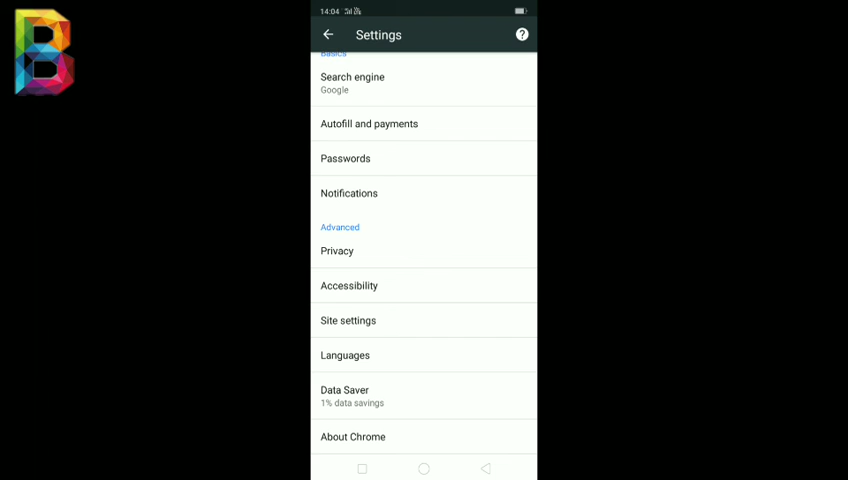 14:04
Settings
Basics
Search engine
Google
Autofill and payments
Passwords
Notifications
Advanced
Privacy
Accessibility
Site settings
Languages
Data Saver
1% data savings
About Chrome